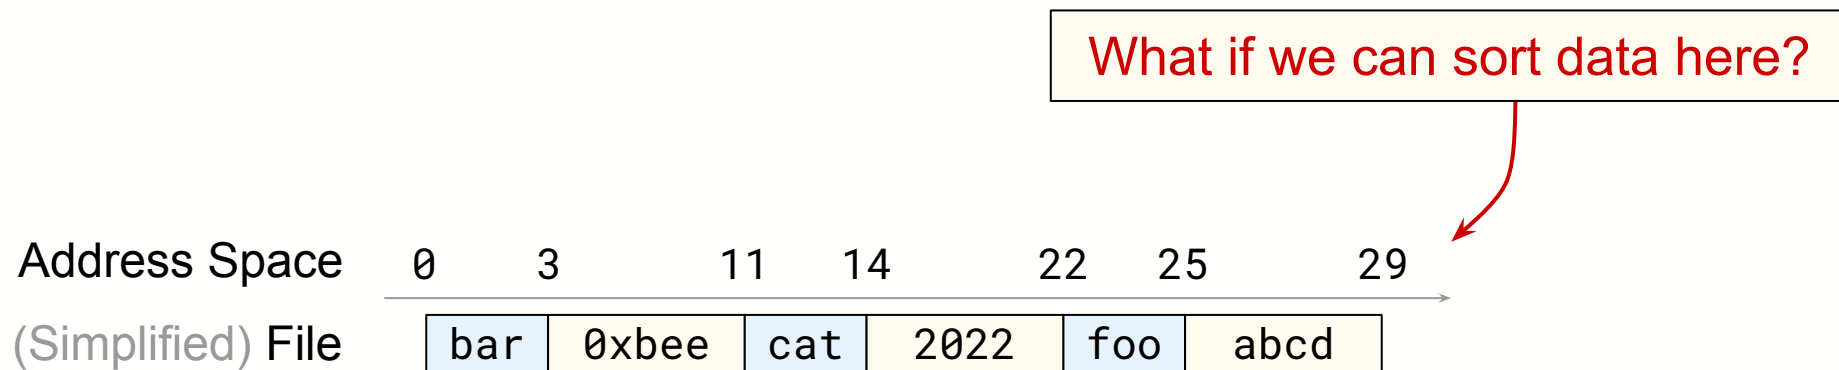 What if we can sort data here?
Address Space 0 3 11 14 22 25 29
(Simplified) File bar 0xbee cat 2022 foo abcd